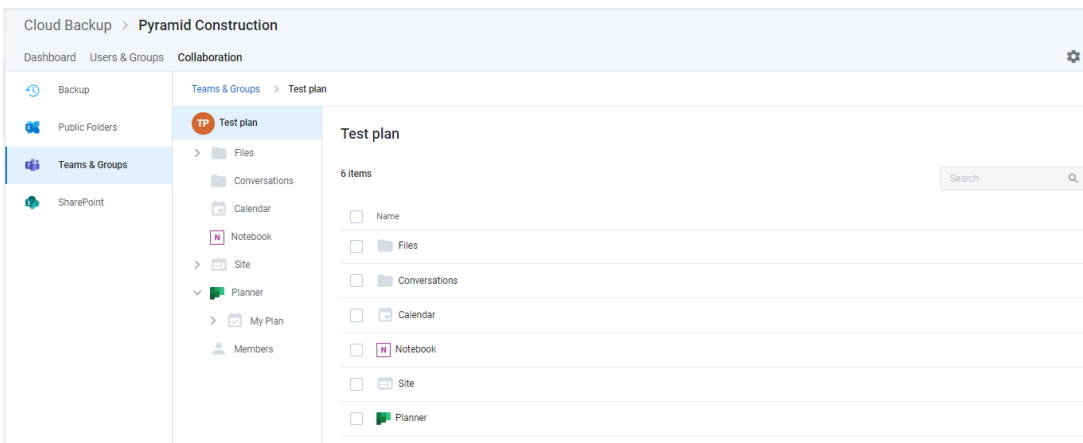 Cloud Backup > Pyramid Construction
Dashboard Users & Groups Collaboration
Backup
Public Folders
Teams & Groups
SharePoint
Teams & Groups > Test plan
TP Test plan
Files
Conversations
Calendar
N Notebook
Site
Planner
My Plan
Members
Test plan
6 items
Search
Name
Files
Conversations
Calendar
N Notebook
Site
Planner